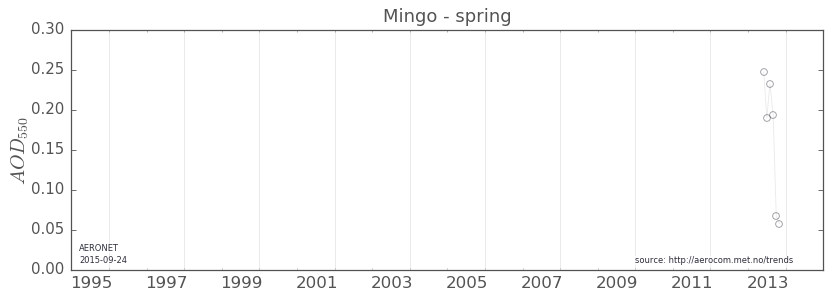 Mingo - spring
0.30
0.25
0.20
0.15
0.10
0.05
0.00
AOD550
AERONET
2015-09-24
source: http://aerocom.met.no/trends
1995 1997 1999 2001 2003 2005 2007 2009 2011 2013